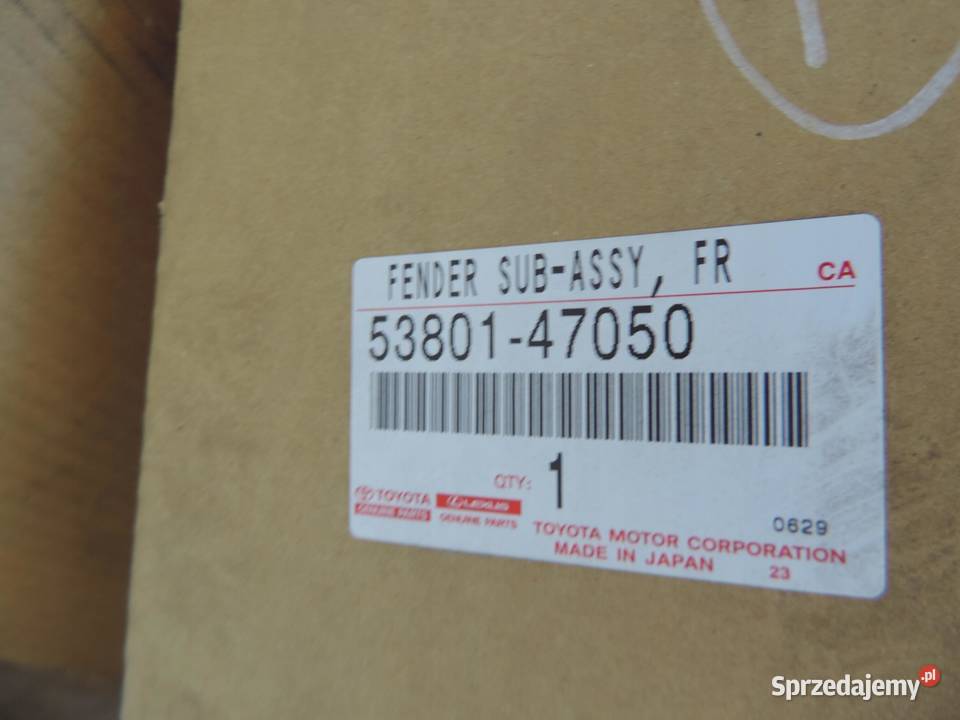 FENDER SUB-ASSY, FR
CA
53801-47050
QTY: 1
TOYOTA
GENUINE PARTS
LEXUS
GENUINE PARTS
0629
TOYOTA MOTOR CORPORATION
MADE IN JAPAN 23
Sprzedajemy.pl